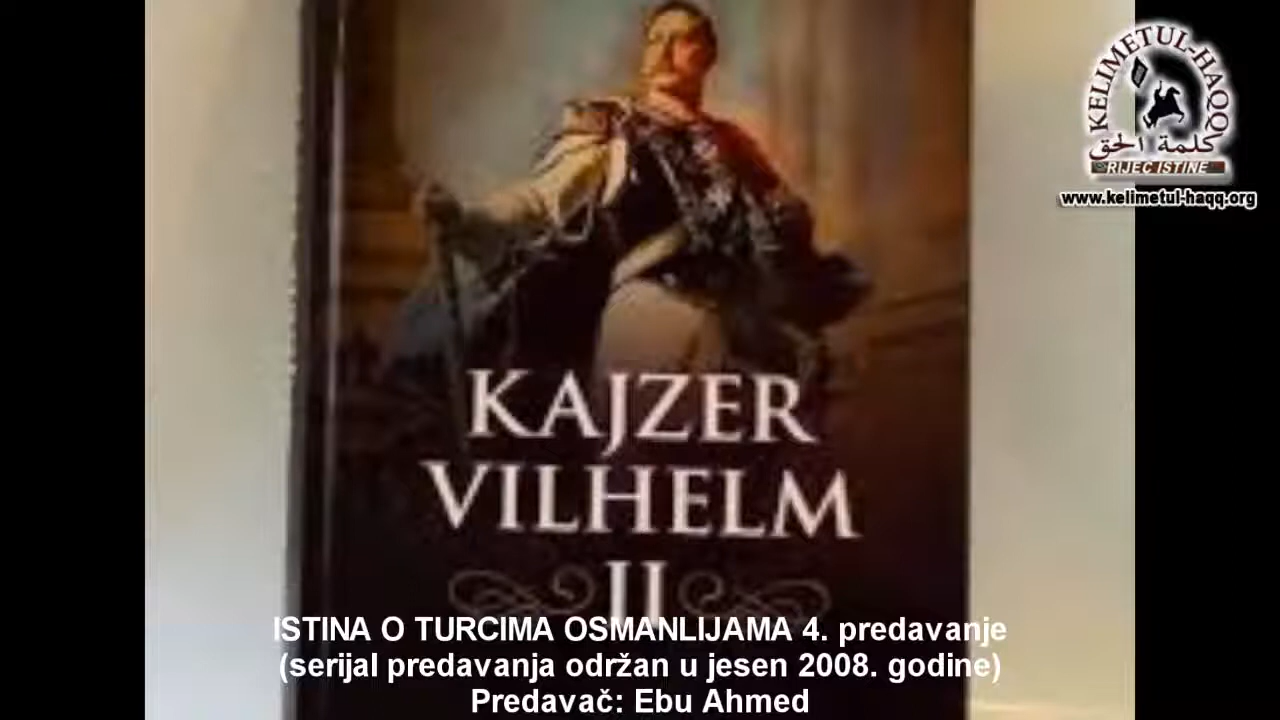 KELIMETUL-HAQQ
كلمة الحق
RIJEC ISTINE
www.kelimetul-haqq.org
KAJZER
VILHELM
II
ISTINA O TURCIMA OSMANLIJAMA 4. predavanje
(serijal predavanja održan u jesen 2008. godine)
Predavač: Ebu Ahmed